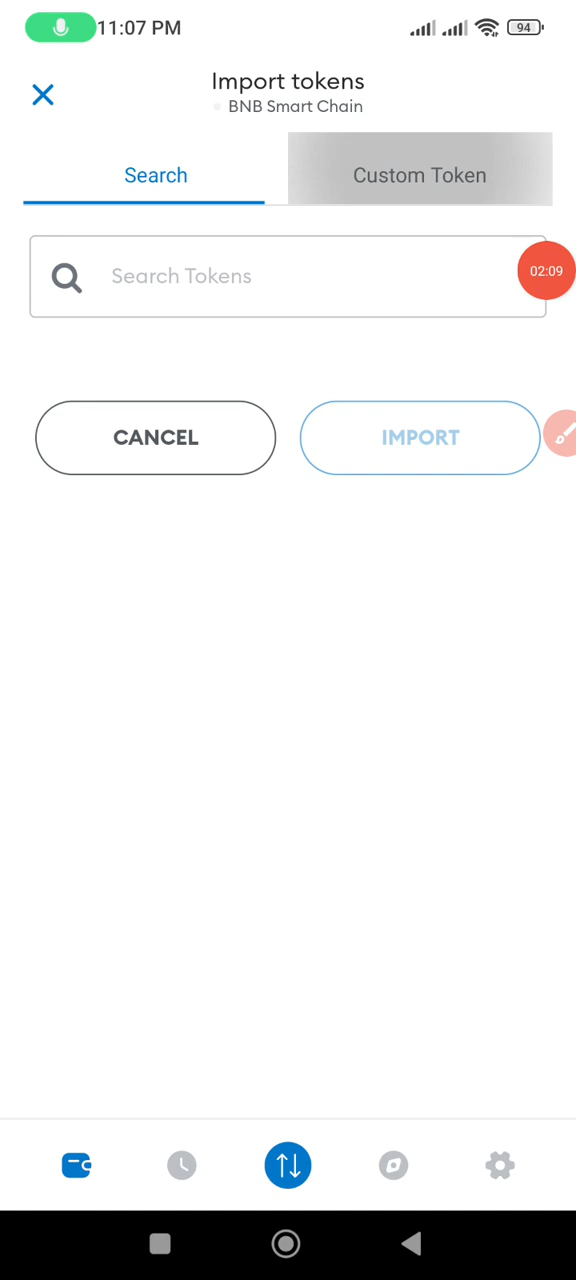 11:07 PM
94
Import tokens
BNB Smart Chain
Search
Custom Token
Search Tokens
02:09
CANCEL
IMPORT